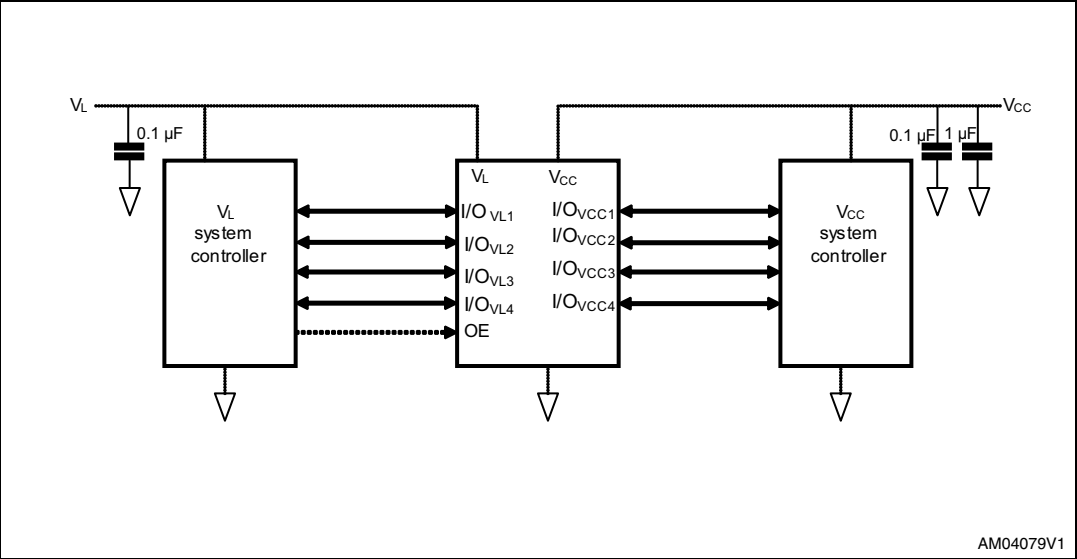 VL
VCC
0.1 µF
0.1 µF
1 µF
VL
system
controller
VL
VCC
I/O VL1
I/OVL2
I/OVL3
I/OVL4
OE
I/OVCC1
I/OVCC2
I/OVCC3
I/OVCC4
VCC
system
controller
AM04079V1